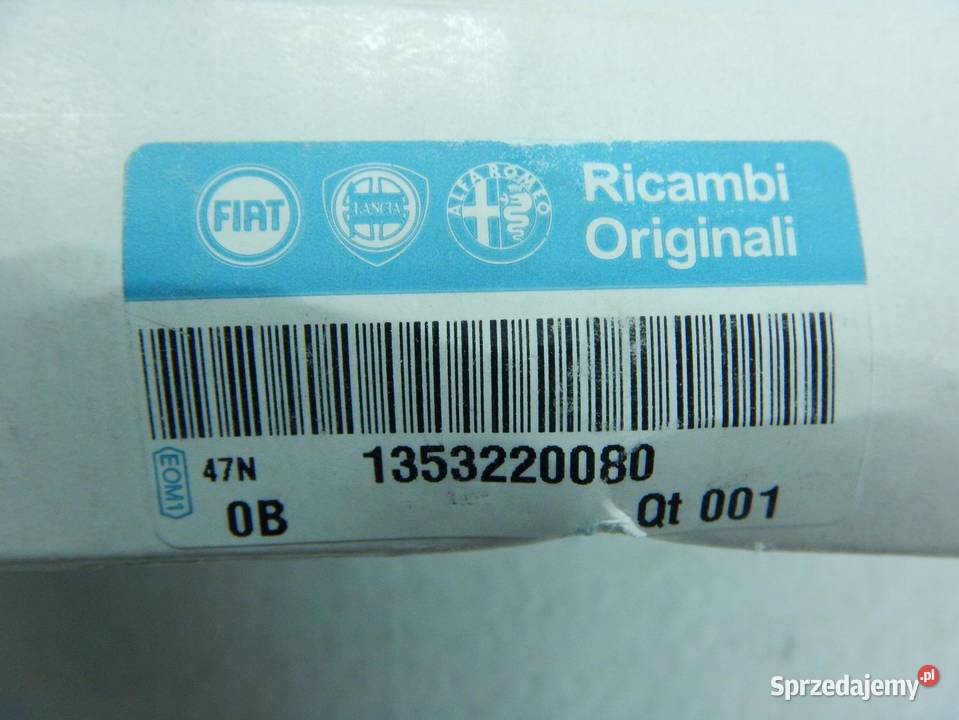 FIAT
LANCIA
ALFA ROMEO
Ricambi
Originali
EOM1
47N
1353220080
0B
Qt 001
Sprzedajemy.pl